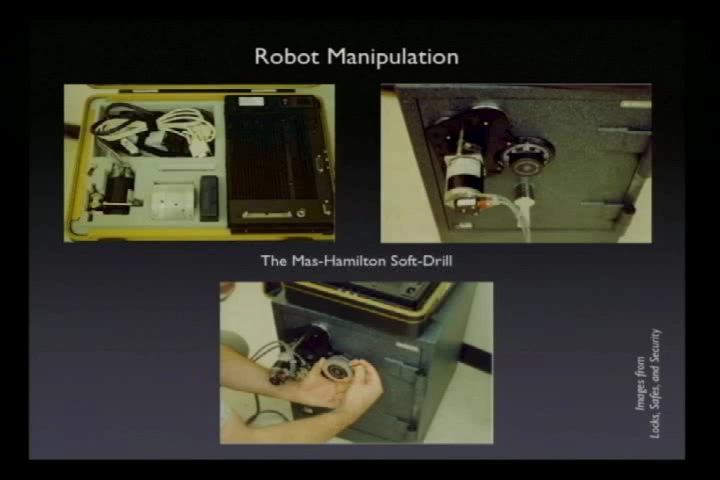 Robot Manipulation
The Mas-Hamilton Soft-Drill
Images from
Locks, Safes, and Security